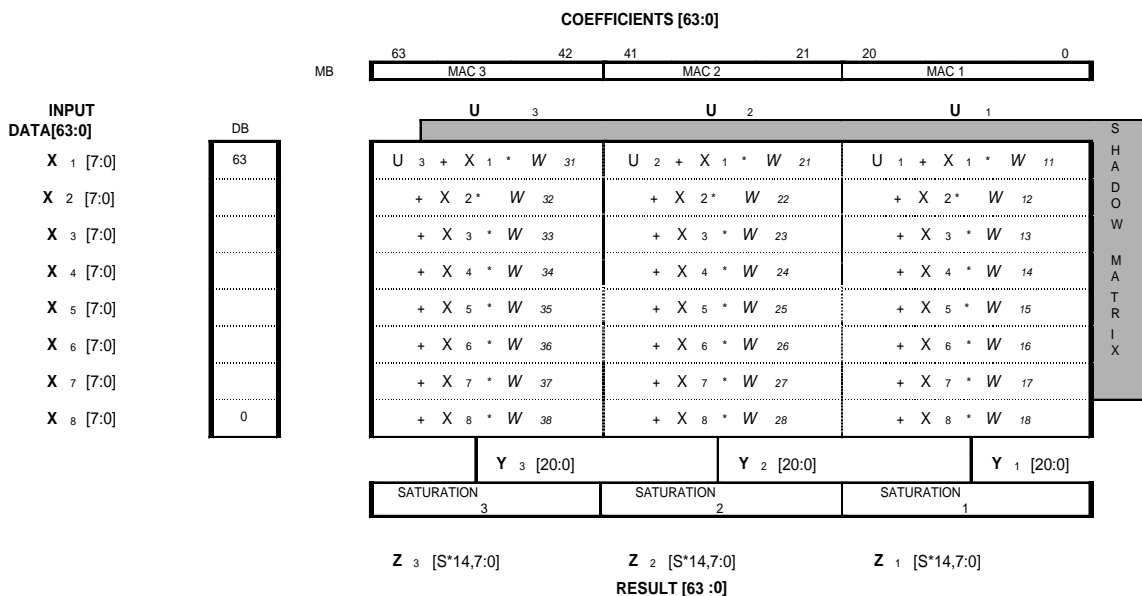 COEFFICIENTS [63:0]
63 42 41 21 20 0
MB MAC 3 MAC 2 MAC 1
INPUT
DATA[63:0]
DB
U 3 U 2 U 1
X 1 [7:0] 63 U 3 + X 1 * W 31 U 2 + X 1 * W 21 U 1 + X 1 * W 11
X 2 [7:0] + X 2 * W 32 + X 2 * W 22 + X 2 * W 12
X 3 [7:0] + X 3 * W 33 + X 3 * W 23 + X 3 * W 13
X 4 [7:0] + X 4 * W 34 + X 4 * W 24 + X 4 * W 14
X 5 [7:0] + X 5 * W 35 + X 5 * W 25 + X 5 * W 15
X 6 [7:0] + X 6 * W 36 + X 6 * W 26 + X 6 * W 16
X 7 [7:0] + X 7 * W 37 + X 7 * W 27 + X 7 * W 17
X 8 [7:0] 0 + X 8 * W 38 + X 8 * W 28 + X 8 * W 18
SHADOW MATRIX
Y 3 [20:0] Y 2 [20:0] Y 1 [20:0]
SATURATION SATURATION SATURATION
3 2 1
Z 3 [S*14,7:0] Z 2 [S*14,7:0] Z 1 [S*14,7:0]
RESULT [63 :0]